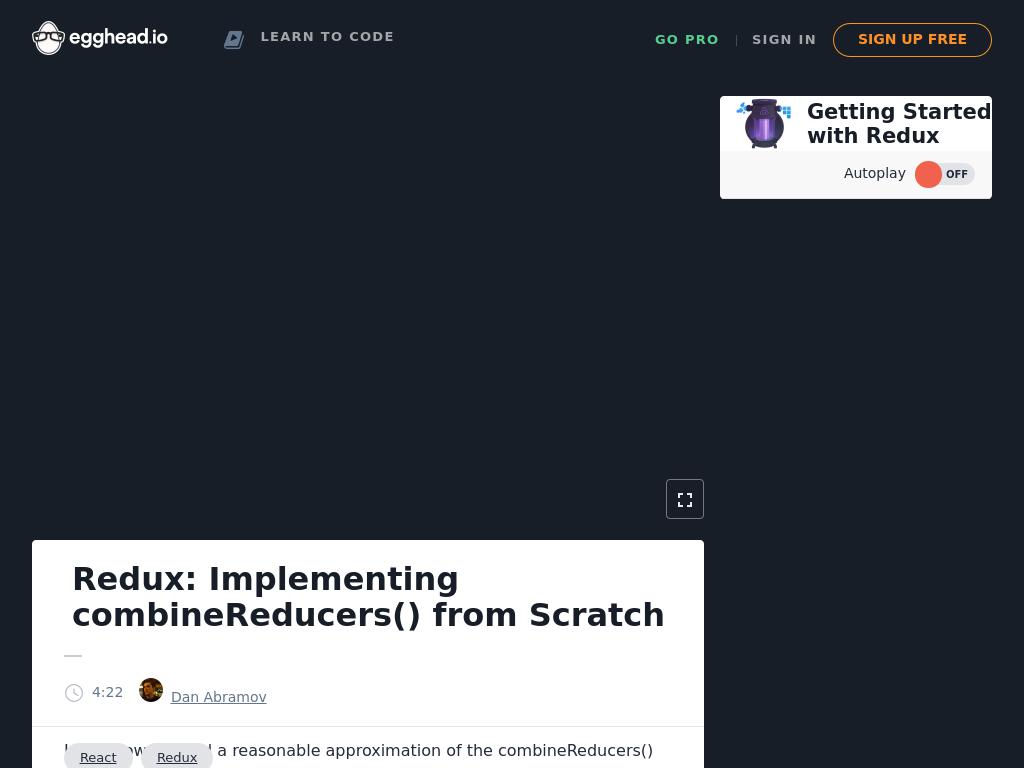 egghead.io
LEARN TO CODE
GO PRO
SIGN IN
SIGN UP FREE
Getting Started
with Redux
Autoplay
OFF
Redux: Implementing
combineReducers() from Scratch
4:22
Dan Abramov
a reasonable approximation of the combineReducers()
React
Redux